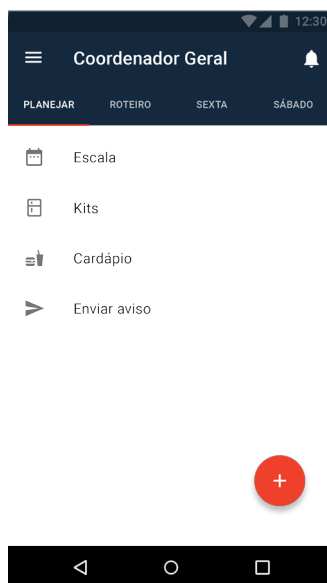 12:30
Coordenador Geral
PLANEJAR ROTEIRO SEXTA SÁBADO
Escala
Kits
Cardápio
Enviar aviso
+